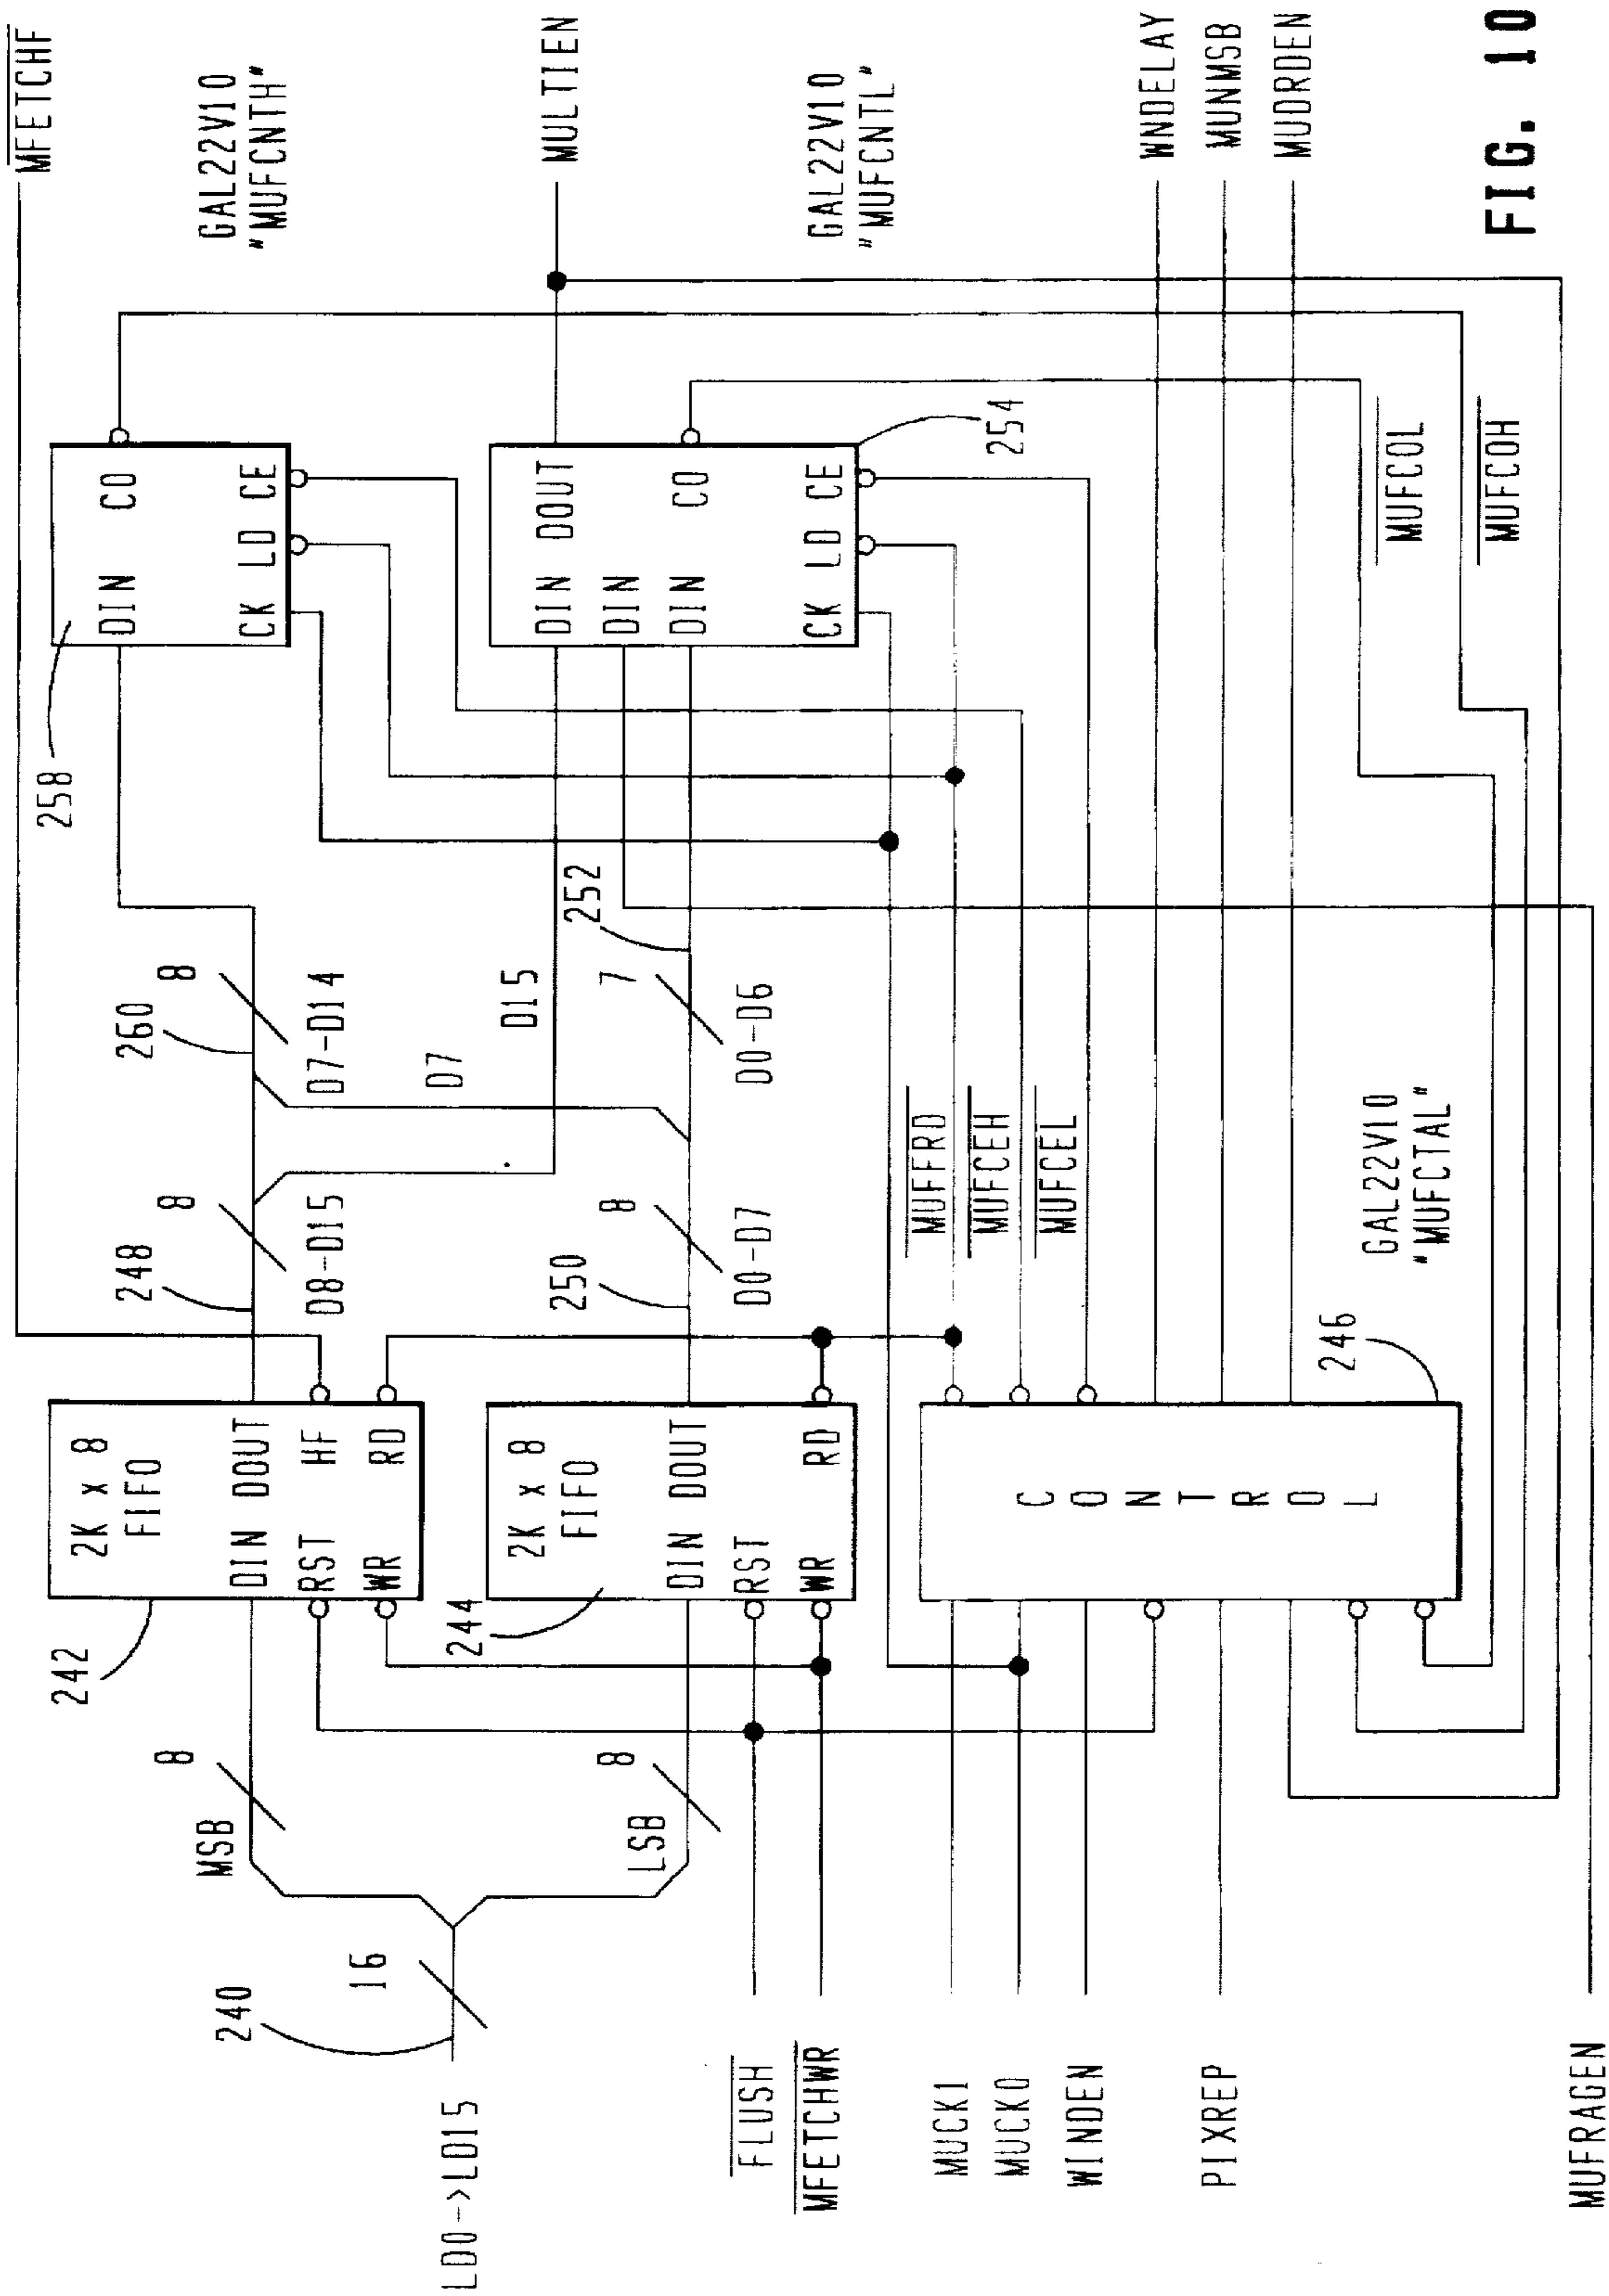 MFETCHF
258
DIN CO
CK LD CE
GAL22V10
"MUFCNTH"
242
2K x 8
FIFO
DIN DOUT
RST HF
WR RD
248
8
D8-D15
260
8
D7-D14
D7
D15
MSB
8
240
16
LD0->LD15
LSB
8
244
2K x 8
FIFO
DIN DOUT
RST
WR RD
250
8
D0-D7
252
7
D0-D6
DIN DOUT
DIN
DIN CO
CK LD CE
254
MULTIEN
GAL22V10
"MUFCNTL"
FLUSH
MFETCHWR
MUCK1
MUCK0
WINDEN
PIXREP
MUFRAGEN
CONTROL
246
MUFFRD
MUFCEH
MUFCEL
GAL22V10
"MUFCTAL"
MUFCOL
MUFCOH
WNDELAY
MUNMSB
MUDRDEN
FIG. 10